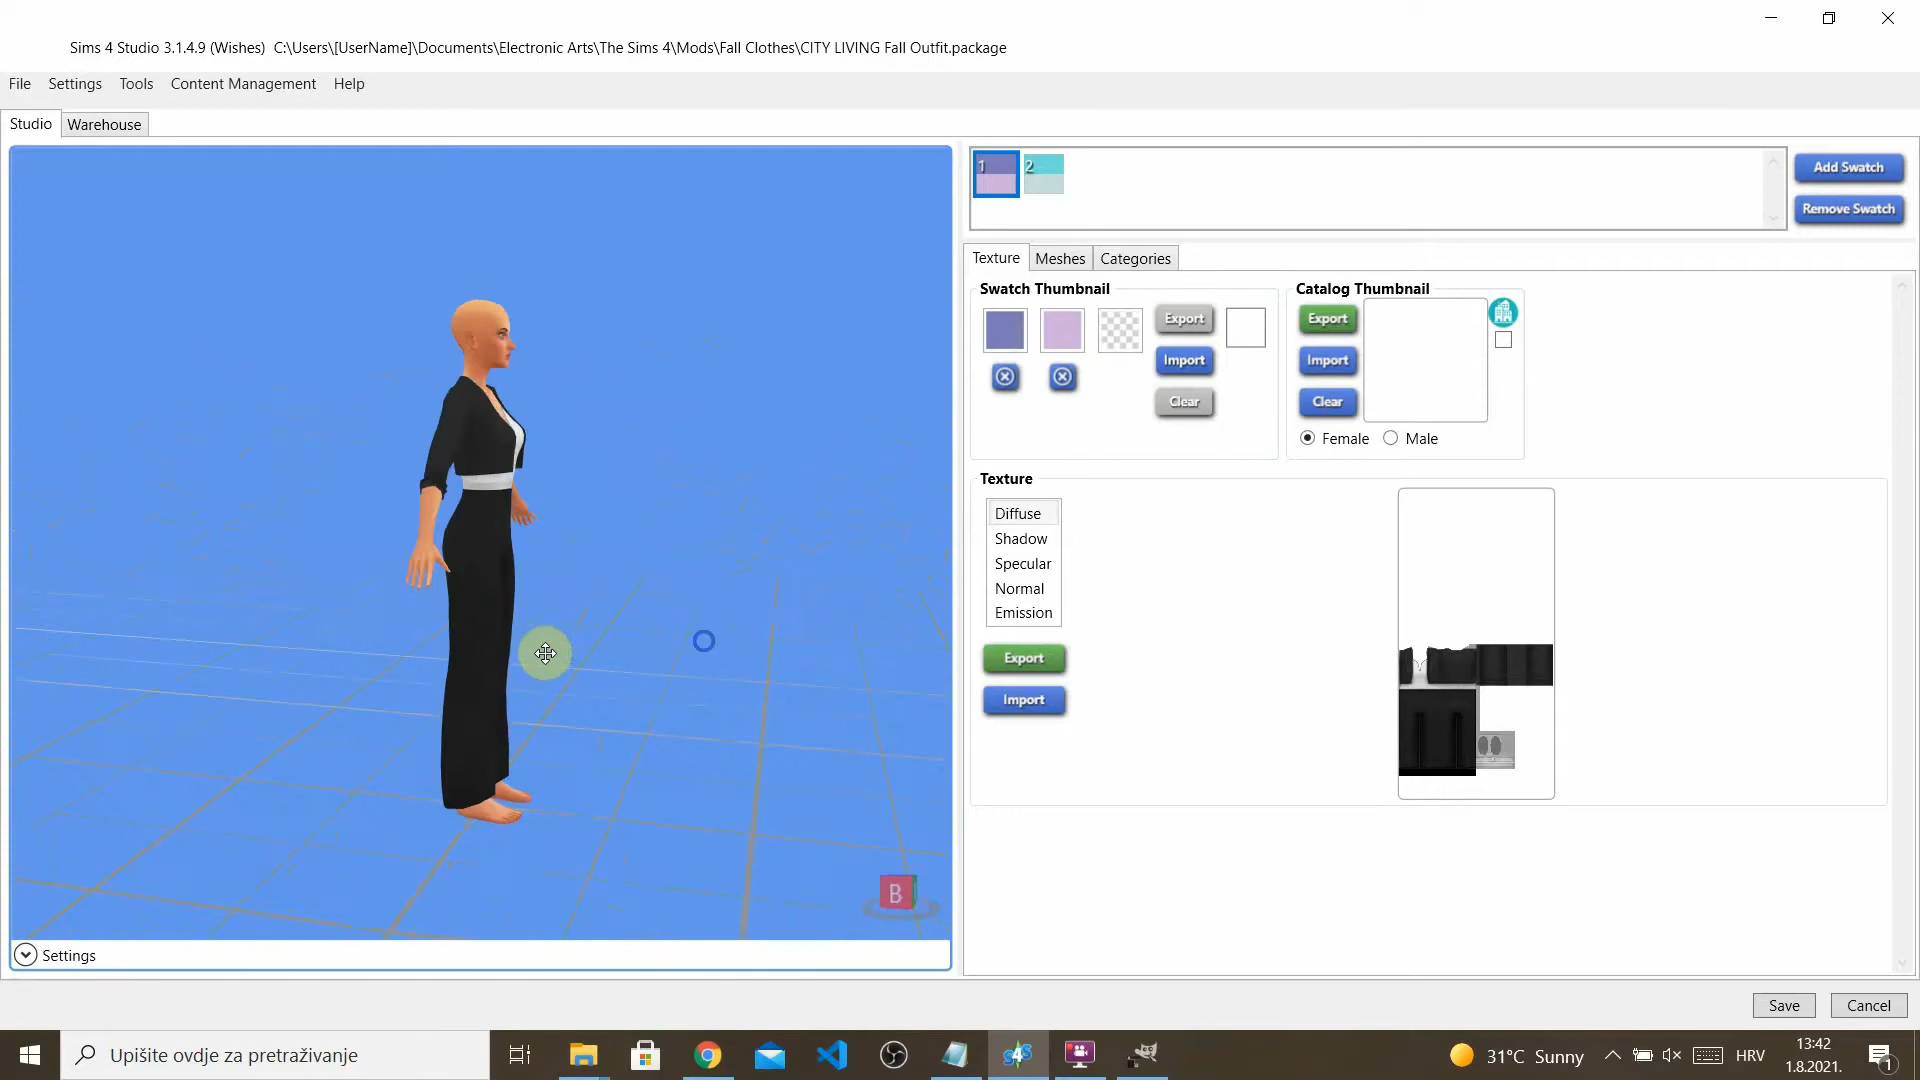 Sims 4 Studio 3.1.4.9 (Wishes)  C:\Users\[UserName]\Documents\Electronic Arts\The Sims 4\Mods\Fall Clothes\CITY LIVING Fall Outfit.package
File Settings Tools Content Management Help
Studio Warehouse
1 2
Add Swatch
Remove Swatch
Texture Meshes Categories
Swatch Thumbnail
Export
Import
Clear
Catalog Thumbnail
Export
Import
Clear
Female Male
Texture
Diffuse
Shadow
Specular
Normal
Emission
Export
Import
B
Settings
Save Cancel
Upišite ovdje za pretraživanje
S4S
31°C Sunny
HRV
13:42
1.8.2021.
1